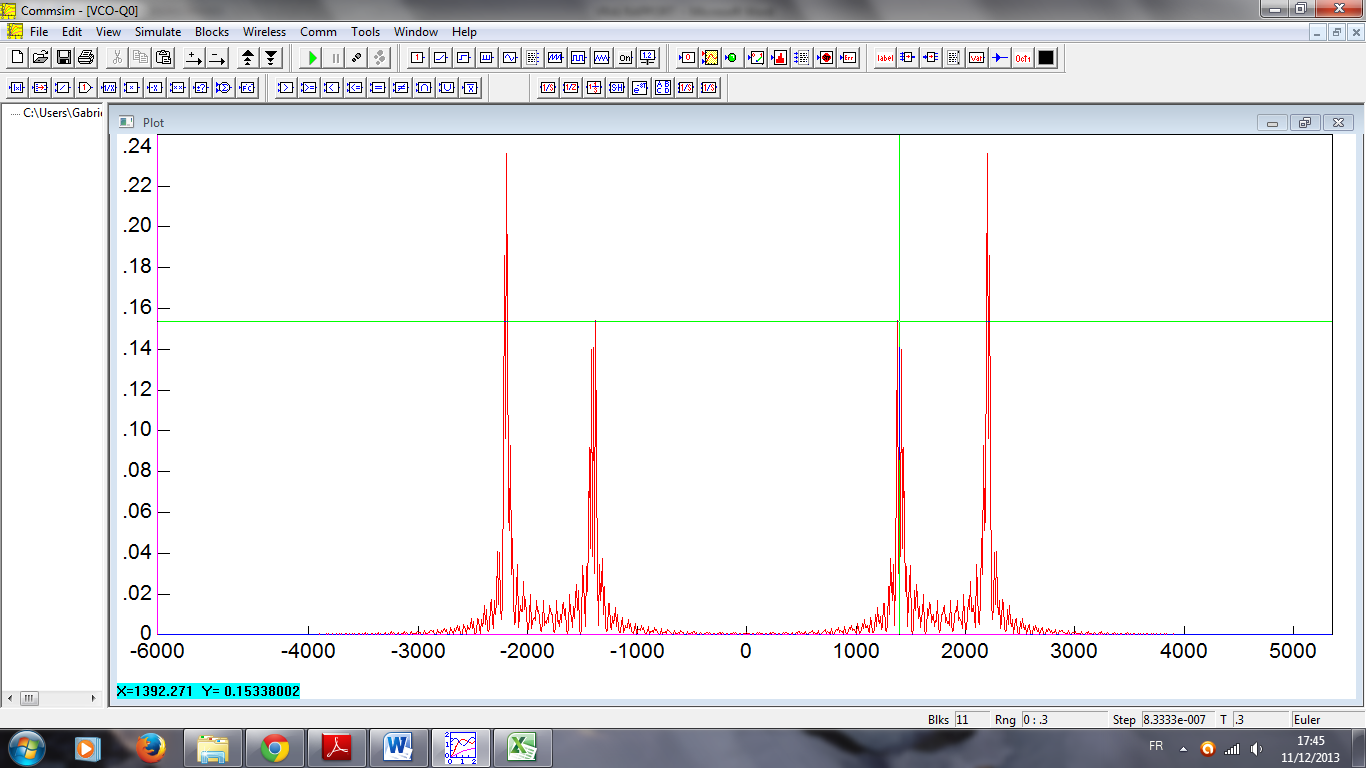 Commsim - [VCO-Q0]
File Edit View Simulate Blocks Wireless Comm Tools Window Help
C:\Users\Gabrie
Plot
.24
.22
.20
.18
.16
.14
.12
.10
.08
.06
.04
.02
0
-6000 -4000 -3000 -2000 -1000 0 1000 2000 3000 4000 5000
X=1392.271 Y= 0.15338002
Blks 11 Rng 0 : .3 Step 8.3333e-007 T .3 Euler
FR 17:45
11/12/2013